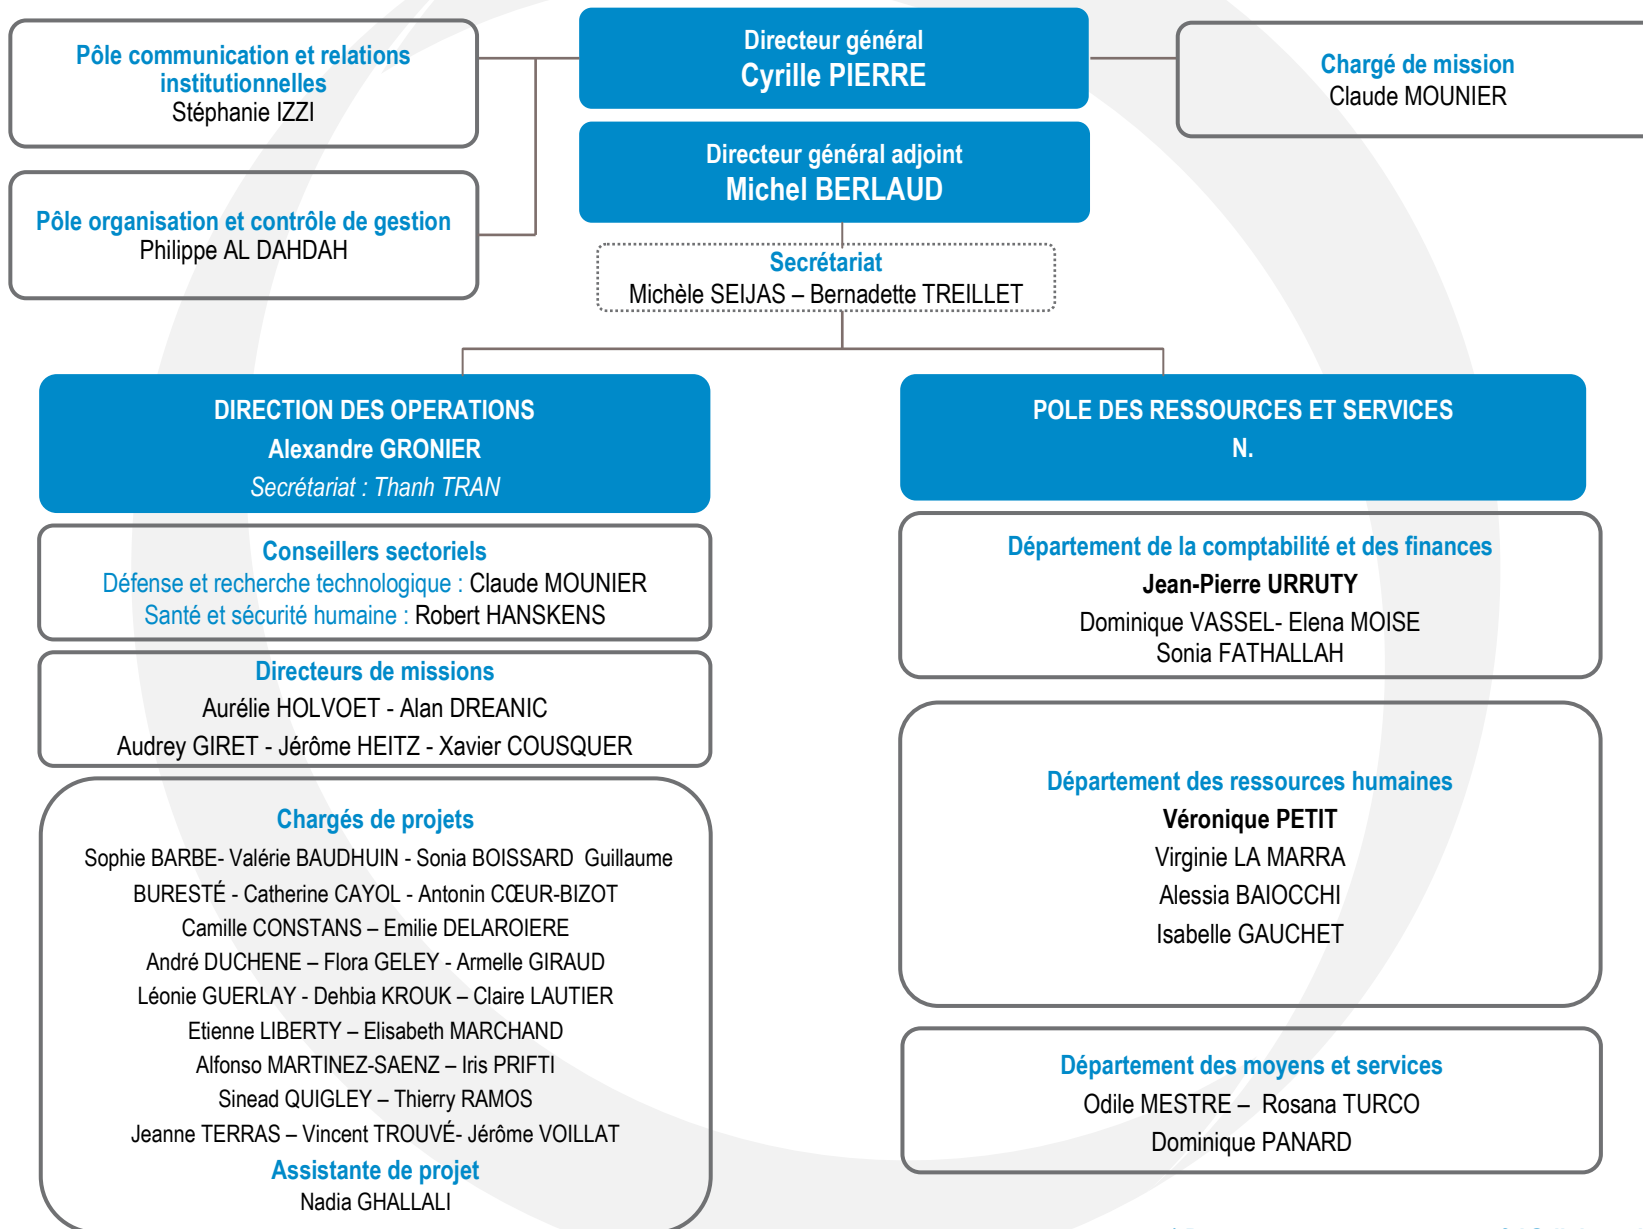 Pôle communication et relations
institutionnelles
Stéphanie IZZI
Directeur général
Cyrille PIERRE
Chargé de mission
Claude MOUNIER
Directeur général adjoint
Michel BERLAUD
Pôle organisation et contrôle de gestion
Philippe AL DAHDAH
Secrétariat
Michèle SEIJAS – Bernadette TREILLET
DIRECTION DES OPERATIONS
Alexandre GRONIER
Secrétariat : Thanh TRAN
Conseillers sectoriels
Défense et recherche technologique : Claude MOUNIER
Santé et sécurité humaine : Robert HANSKENS
Directeurs de missions
Aurélie HOLVOET - Alan DREANIC
Audrey GIRET - Jérôme HEITZ - Xavier COUSQUER
Chargés de projets
Sophie BARBE- Valérie BAUDHUIN - Sonia BOISSARD  Guillaume
BURESTÉ - Catherine CAYOL - Antonin CŒUR-BIZOT
Camille CONSTANS – Emilie DELAROIERE
André DUCHENE – Flora GELEY - Armelle GIRAUD
Léonie GUERLAY - Dehbia KROUK – Claire LAUTIER
Etienne LIBERTY – Elisabeth MARCHAND
Alfonso MARTINEZ-SAENZ – Iris PRIFTI
Sinead QUIGLEY – Thierry RAMOS
Jeanne TERRAS – Vincent TROUVÉ- Jérôme VOILLAT
Assistante de projet
Nadia GHALLALI
POLE DES RESSOURCES ET SERVICES
N.
Département de la comptabilité et des finances
Jean-Pierre URRUTY
Dominique VASSEL- Elena MOISE
Sonia FATHALLAH
Département des ressources humaines
Véronique PETIT
Virginie LA MARRA
Alessia BAIOCCHI
Isabelle GAUCHET
Département des moyens et services
Odile MESTRE –  Rosana TURCO
Dominique PANARD